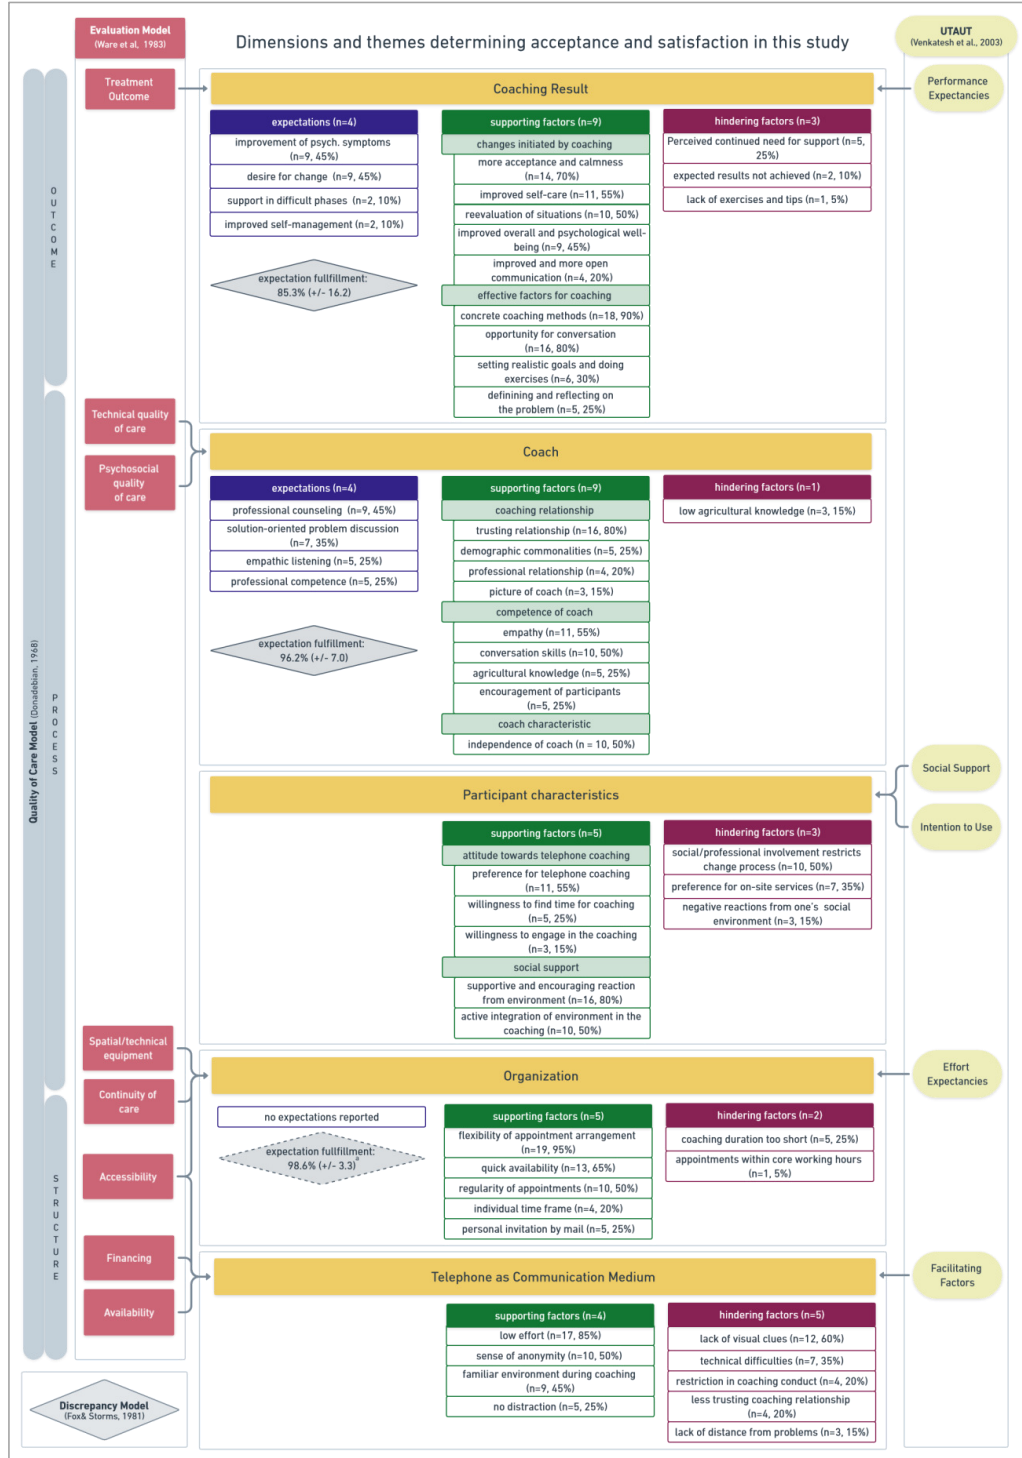 Evaluation Model
(Ware et al, 1983)
Dimensions and themes determining acceptance and satisfaction in this study
UTAUT
(Venkatesh et al., 2003)
Quality of Care Model (Donadebian, 1968)
OUTCOME
Treatment
Outcome
Coaching Result
Performance
Expectancies
expectations (n=4)
improvement of psych. symptoms
(n=9, 45%)
desire for change (n=9, 45%)
support in difficult phases (n=2, 10%)
improved self-management (n=2, 10%)
expectation fullfillment:
85.3% (+/- 16.2)
supporting factors (n=9)
changes initiated by coaching
more acceptance and calmness
(n=14, 70%)
improved self-care (n=11, 55%)
reevaluation of situations (n=10, 50%)
improved overall and psychological well-
being (n=9, 45%)
improved and more open
communication (n=4, 20%)
effective factors for coaching
concrete coaching methods (n=18, 90%)
opportunity for conversation
(n=16, 80%)
setting realistic goals and doing
exercises (n=6, 30%)
definining and reflecting on
the problem (n=5, 25%)
hindering factors (n=3)
Perceived continued need for support (n=5,
25%)
expected results not achieved (n=2, 10%)
lack of exercises and tips (n=1, 5%)
PROCESS
Technical quality
of care
Psychosocial
quality
of care
Coach
expectations (n=4)
professional counseling (n=9, 45%)
solution-oriented problem discussion
(n=7, 35%)
empathic listening (n=5, 25%)
professional competence (n=5, 25%)
expectation fulfillment:
96.2% (+/- 7.0)
supporting factors (n=9)
coaching relationship
trusting relationship (n=16, 80%)
demographic commonalities (n=5, 25%)
professional relationship (n=4, 20%)
picture of coach (n=3, 15%)
competence of coach
empathy (n=11, 55%)
conversation skills (n=10, 50%)
agricultural knowledge (n=5, 25%)
encouragement of participants
(n=5, 25%)
coach characteristic
independence of coach (n = 10, 50%)
hindering factors (n=1)
low agricultural knowledge (n=3, 15%)
Participant characteristics
Social Support
Intention to Use
supporting factors (n=5)
attitude towards telephone coaching
preference for telephone coaching
(n=11, 55%)
willingness to find time for coaching
(n=5, 25%)
willingness to engage in the coaching
(n=3, 15%)
social support
supportive and encouraging reaction
from environment (n=16, 80%)
active integration of environment in the
coaching (n=10, 50%)
hindering factors (n=3)
social/professional involvement restricts
change process (n=10, 50%)
preference for on-site services (n=7, 35%)
negative reactions from one's social
environment (n=3, 15%)
STRUCTURE
Spatial/technical
equipment
Continuity of
care
Accessibility
Financing
Availability
Organization
Effort
Expectancies
no expectations reported
expectation fullfillment:
98.6% (+/- 3.3)a
supporting factors (n=5)
flexibility of appointment arrangement
(n=19, 95%)
quick availability (n=13, 65%)
regularity of appointments (n=10, 50%)
individual time frame (n=4, 20%)
personal invitation by mail (n=5, 25%)
hindering factors (n=2)
coaching duration too short (n=5, 25%)
appointments within core working hours
(n=1, 5%)
Telephone as Communication Medium
Facilitating
Factors
supporting factors (n=4)
low effort (n=17, 85%)
sense of anonymity (n=10, 50%)
familiar environment during coaching
(n=9, 45%)
no distraction (n=5, 25%)
hindering factors (n=5)
lack of visual clues (n=12, 60%)
technical difficulties (n=7, 35%)
restriction in coaching conduct (n=4, 20%)
less trusting coaching relationship
(n=4, 20%)
lack of distance from problems (n=3, 15%)
Discrepancy Model
(Fox& Storms, 1981)